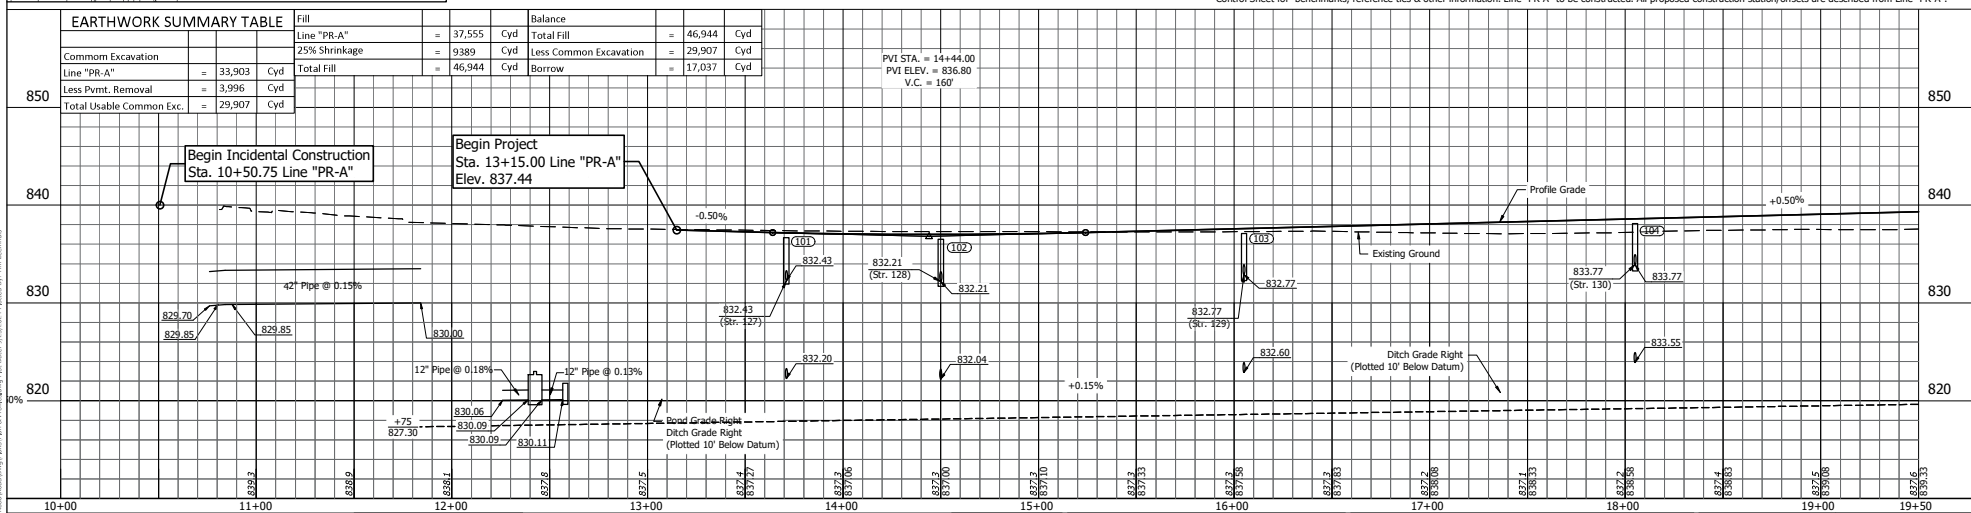 EARTHWORK SUMMARY TABLE
Commom Excavation
Line "PR-A" = 33,903 Cyd
Less Pvmt. Removal = 3,996 Cyd
Total Usable Common Exc. = 29,907 Cyd
Fill
Line "PR-A" = 37,555 Cyd
25% Shrinkage = 9389 Cyd
Total Fill = 46,944 Cyd
Balance
Total Fill = 46,944 Cyd
Less Common Excavation = 29,907 Cyd
Borrow = 17,037 Cyd
PVI STA. = 14+44.00
PVI ELEV. = 836.80
V.C. = 160'
850
850
Begin Incidental Construction
Sta. 10+50.75 Line "PR-A"
Begin Project
Sta. 13+15.00 Line "PR-A"
Elev. 837.44
840
840
-0.50%
Profile Grade
+0.50%
101
102
103
104
Existing Ground
832.43
832.21
(Str. 128)
832.21
832.77
833.77
(Str. 130)
833.77
42" Pipe @ 0.15%
830
830
829.70
829.85
829.85
830.00
832.43
(Str. 127)
832.77
(Str. 129)
832.20
832.04
832.60
833.55
Ditch Grade Right
(Plotted 10' Below Datum)
12" Pipe @ 0.18%
12" Pipe @ 0.13%
+0.15%
820
820
+75
827.30
830.06
830.09
830.09
830.11
Pond Grade Right
Ditch Grade Right
(Plotted 10' Below Datum)
839.3
838.9
838.1
837.8
837.5
837.4
837.27
837.3
837.06
837.3
837.00
837.3
837.10
837.3
837.33
837.3
837.58
837.3
837.83
837.2
838.08
837.1
838.33
837.2
838.58
837.4
838.83
837.5
839.08
837.6
839.33
10+00
11+00
12+00
13+00
14+00
15+00
16+00
17+00
18+00
19+00
19+50